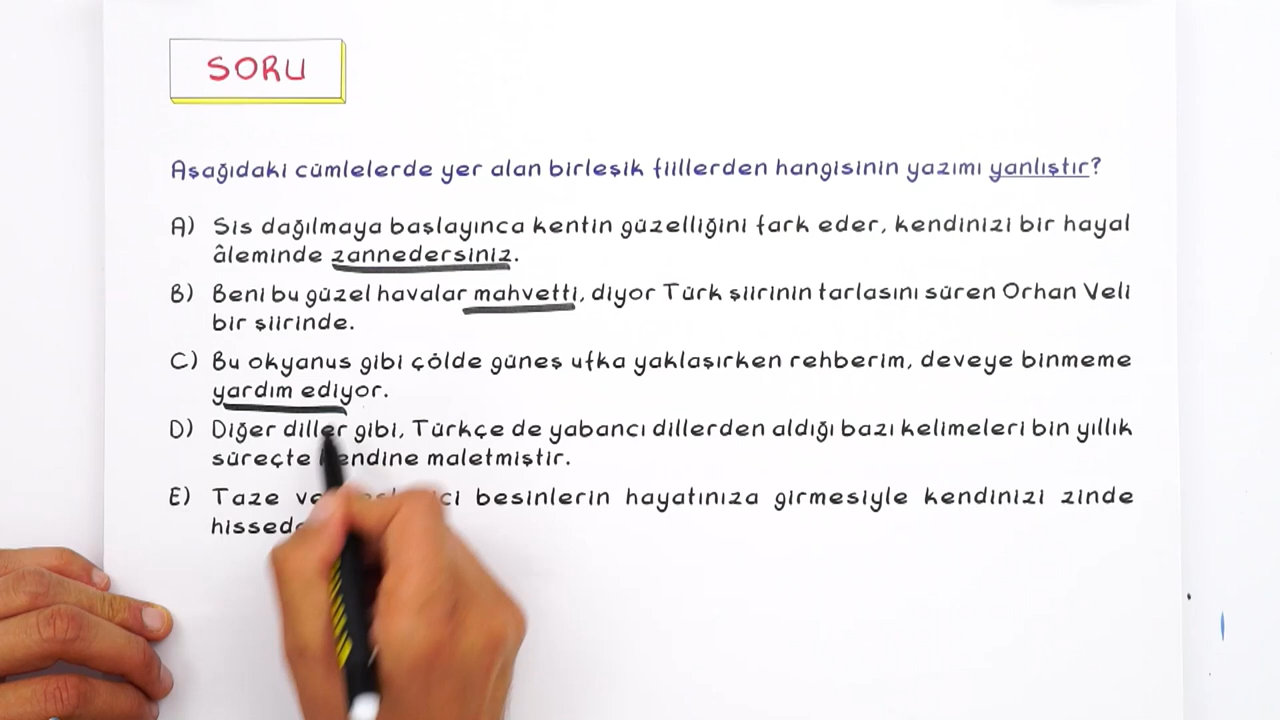 SORU
Aşağıdaki cümlelerde yer alan birleşik fiillerden hangisinin yazımı yanlıştır?
A) Sis dağılmaya başlayınca kentin güzelliğini fark eder, kendinizi bir hayal
âleminde zannedersiniz.
B) Beni bu güzel havalar mahvetti, diyor Türk şiirinin tarlasını süren Orhan Veli
bir şiirinde.
C) Bu okyanus gibi çölde güneş ufka yaklaşırken rehberim, deveye binmeme
yardım ediyor.
D) Diğer diller gibi, Türkçe de yabancı dillerden aldığı bazı kelimeleri bin yıllık
süreçte kendine maletmiştir.
E) Taze besinlerin hayatınıza girmesiyle kendinizi zinde